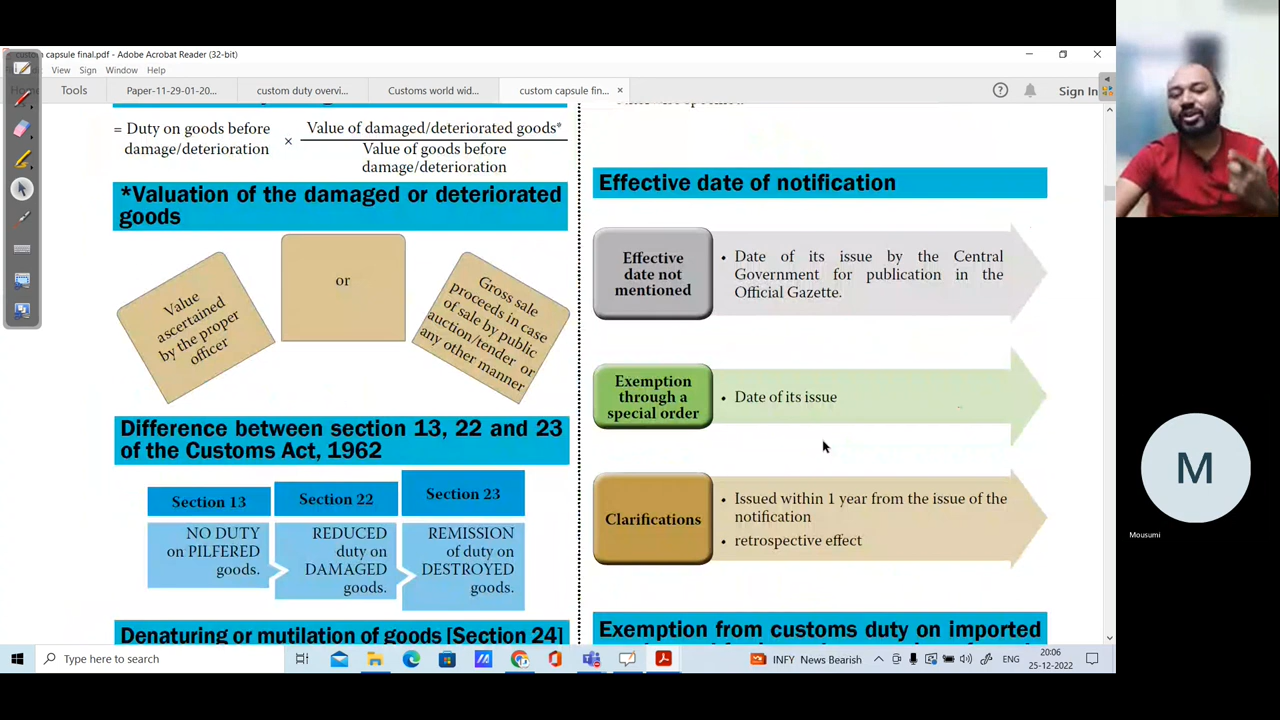 custom capsule final.pdf - Adobe Acrobat Reader (32-bit)
View Sign Window Help
Tools Paper-11-29-01-20... custom duty overvi... Customs world wid... custom capsule fin... × Sign In
= Duty on goods before
damage/deterioration
×
Value of damaged/deteriorated goods*
Value of goods before
damage/deterioration
*Valuation of the damaged or deteriorated
goods
Value
ascertained
by the proper
officer
or
Gross sale
proceeds in case
of sale by public
auction/tender or
any other manner
Difference between section 13, 22 and 23
of the Customs Act, 1962
Section 13
NO DUTY
on PILFERED
goods.
Section 22
REDUCED
duty on
DAMAGED
goods.
Section 23
REMISSION
of duty on
DESTROYED
goods.
Denaturing or mutilation of goods [Section 24]
Effective date of notification
Effective
date not
mentioned
• Date of its issue by the Central
Government for publication in the
Official Gazette.
Exemption
through a
special order
• Date of its issue
Clarifications
• Issued within 1 year from the issue of the
notification
• retrospective effect
Exemption from customs duty on imported
M
Mousumi
Type here to search
INFY News Bearish
ENG
20:06
25-12-2022